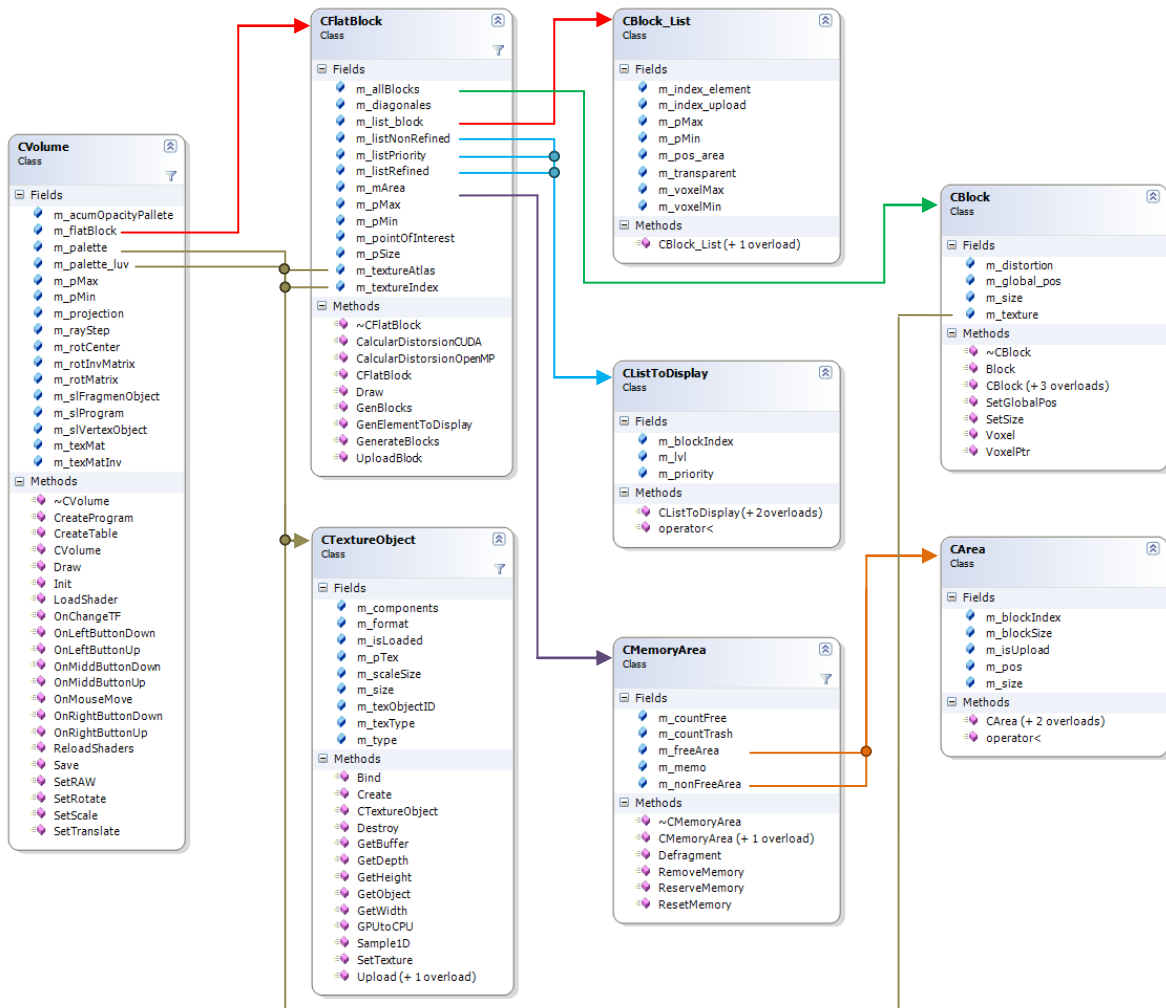 CVolume
Class
Fields
m_acumOpacityPallete
m_flatBlock
m_palette
m_palette_luv
m_pMax
m_pMin
m_projection
m_rayStep
m_rotCenter
m_rotInvMatrix
m_rotMatrix
m_slFragmenObject
m_slProgram
m_slVertexObject
m_texMat
m_texMatInv
Methods
~CVolume
CreateProgram
CreateTable
CVolume
Draw
Init
LoadShader
OnChangeTF
OnLeftButtonDown
OnLeftButtonUp
OnMiddButtonDown
OnMiddButtonUp
OnMouseMove
OnRightButtonDown
OnRightButtonUp
ReloadShaders
Save
SetRAW
SetRotate
SetScale
SetTranslate
CFlatBlock
Class
Fields
m_allBlocks
m_diagonales
m_list_block
m_listNonRefined
m_listPriority
m_listRefined
m_mArea
m_pMax
m_pMin
m_pointOfInterest
m_pSize
m_textureAtlas
m_textureIndex
Methods
~CFlatBlock
CalcularDistorsionCUDA
CalcularDistorsionOpenMP
CFlatBlock
Draw
GenBlocks
GenElementToDisplay
GenerateBlocks
UploadBlock
CTextureObject
Class
Fields
m_components
m_format
m_isLoaded
m_pTex
m_scaleSize
m_size
m_texObjectID
m_texType
m_type
Methods
Bind
Create
CTextureObject
Destroy
GetBuffer
GetDepth
GetHeight
GetObject
GetWidth
GPUtoCPU
Sample1D
SetTexture
Upload (+ 1 overload)
CBlock_List
Class
Fields
m_index_element
m_index_upload
m_pMax
m_pMin
m_pos_area
m_transparent
m_voxelMax
m_voxelMin
Methods
CBlock_List (+ 1 overload)
CListToDisplay
Class
Fields
m_blockIndex
m_lvl
m_priority
Methods
CListToDisplay (+ 2 overloads)
operator<
CMemoryArea
Class
Fields
m_countFree
m_countTrash
m_freeArea
m_memo
m_nonFreeArea
Methods
~CMemoryArea
CMemoryArea (+ 1 overload)
Defragment
RemoveMemory
ReserveMemory
ResetMemory
CBlock
Class
Fields
m_distortion
m_global_pos
m_size
m_texture
Methods
~CBlock
Block
CBlock (+ 3 overloads)
SetGlobalPos
SetSize
Voxel
VoxelPtr
CArea
Class
Fields
m_blockIndex
m_blockSize
m_isUpload
m_pos
m_size
Methods
CArea (+ 2 overloads)
operator<